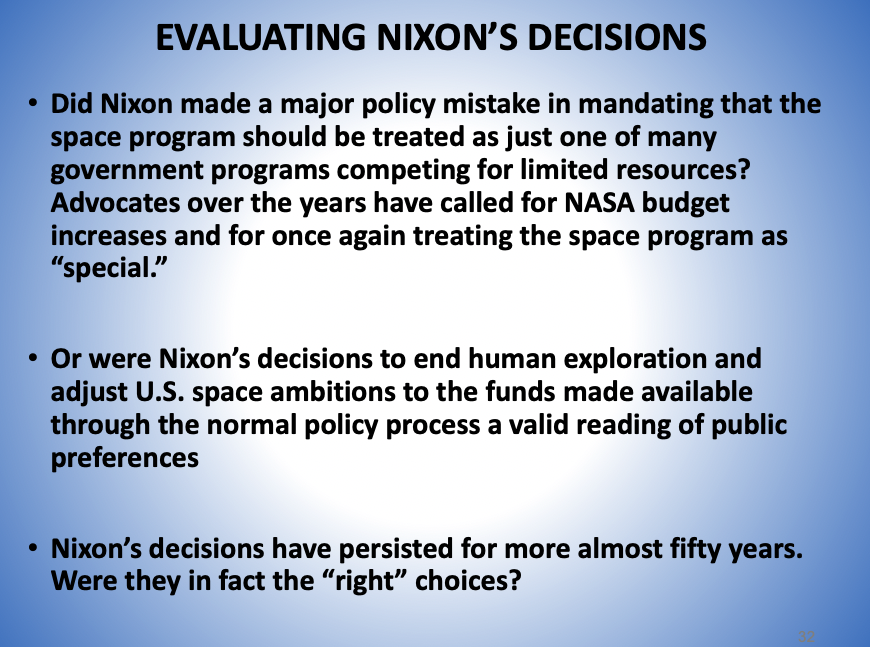 EVALUATING NIXON’S DECISIONS
• Did Nixon made a major policy mistake in mandating that the
space program should be treated as just one of many
government programs competing for limited resources?
Advocates over the years have called for NASA budget
increases and for once again treating the space program as
“special.”
• Or were Nixon’s decisions to end human exploration and
adjust U.S. space ambitions to the funds made available
through the normal policy process a valid reading of public
preferences
• Nixon’s decisions have persisted for more almost fifty years.
Were they in fact the “right” choices?